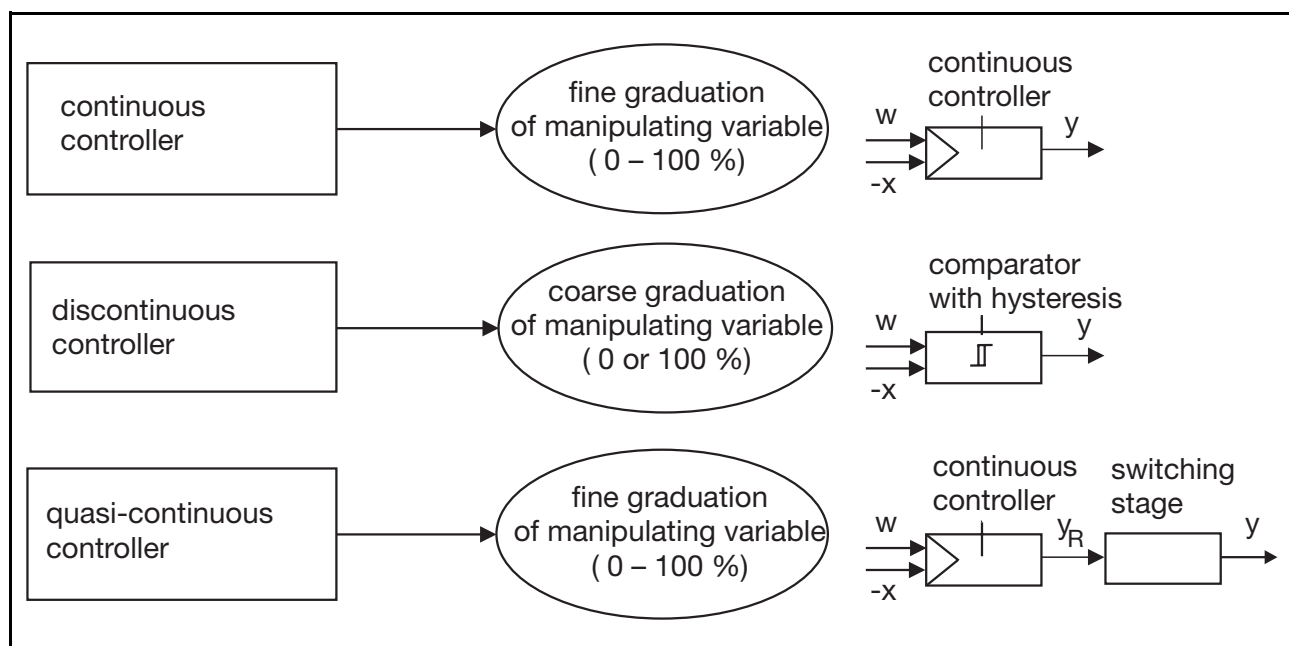 continuous
controller
fine graduation
of manipulating variable
( 0 – 100 %)
continuous
controller
w
-x
y
discontinuous
controller
coarse graduation
of manipulating variable
( 0 or 100 %)
comparator
with hysteresis
w
-x
y
quasi-continuous
controller
fine graduation
of manipulating variable
( 0 – 100 %)
continuous
controller
switching
stage
w
-x
yR
y